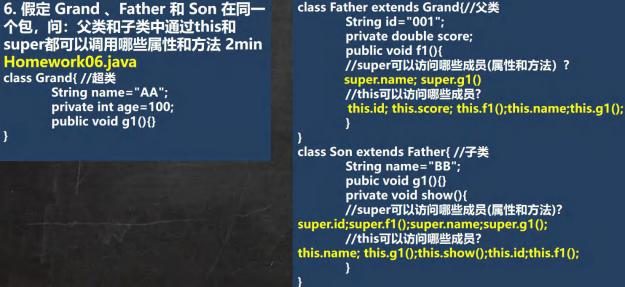 6. 假定 Grand 、Father 和 Son 在同一
个包，问：父类和子类中通过this和
super都可以调用哪些属性和方法 2min
Homework06.java
class Grand{ //超类
String name="AA";
private int age=100;
public void g1(){}
}
class Father extends Grand{//父类
String id="001";
private double score;
public void f1(){
//super可以访问哪些成员(属性和方法）?
super.name; super.g1()
//this可以访问哪些成员?
this.id; this.score; this.f1();this.name;this.g1();
}
}
class Son extends Father{ //子类
String name="BB";
pubic void g1(){}
private void show(){
//super可以访问哪些成员(属性和方法)?
super.id;super.f1();super.name;super.g1();
//this可以访问哪些成员?
this.name; this.g1();this.show();this.id;this.f1();
}
}